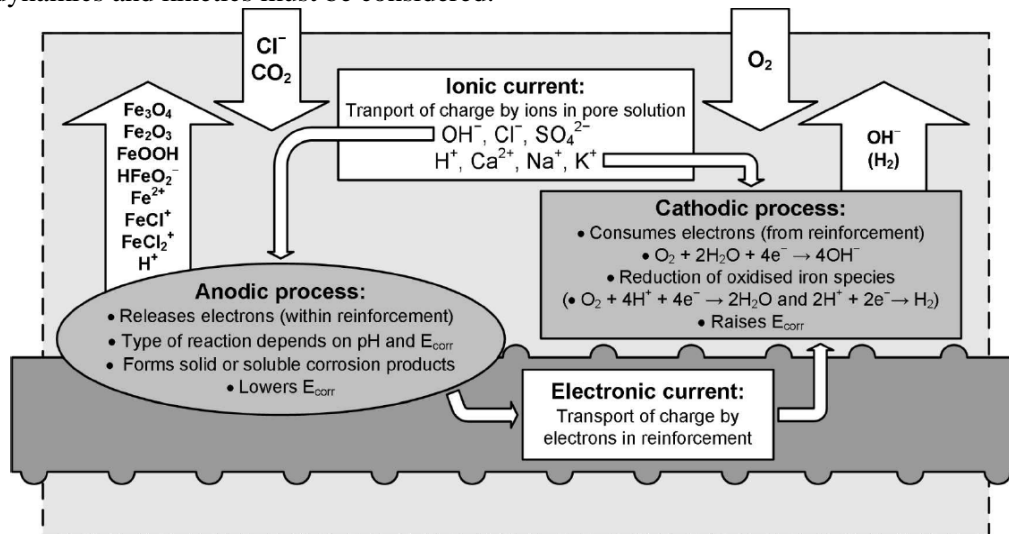 dynamics and kinetics must be considered.
Cl⁻
CO₂
O₂
Ionic current:
Tranport of charge by ions in pore solution
OH⁻, Cl⁻, SO₄²⁻
H⁺, Ca²⁺, Na⁺, K⁺
Fe₃O₄
Fe₂O₃
FeOOH
HFeO₂⁻
Fe²⁺
FeCl⁺
FeCl₂⁺
H⁺
OH⁻
(H₂)
Cathodic process:
• Consumes electrons (from reinforcement)
• O₂ + 2H₂O + 4e⁻ → 4OH⁻
• Reduction of oxidised iron species
(• O₂ + 4H⁺ + 4e⁻ → 2H₂O and 2H⁺ + 2e⁻ → H₂)
• Raises E_corr
Anodic process:
• Releases electrons (within reinforcement)
• Type of reaction depends on pH and E_corr
• Forms solid or soluble corrosion products
• Lowers E_corr
Electronic current:
Transport of charge by
electrons in reinforcement